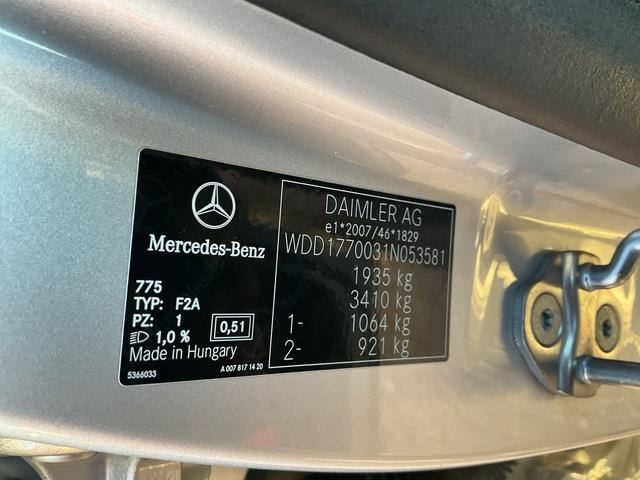 Mercedes-Benz
775
TYP: F2A
PZ: 1
1,0 %
0,51
Made in Hungary
5366033
A 007 817 14 20
DAIMLER AG
e1*2007/46*1829
WDD1770031N053581
1935 kg
3410 kg
1- 1064 kg
2- 921 kg